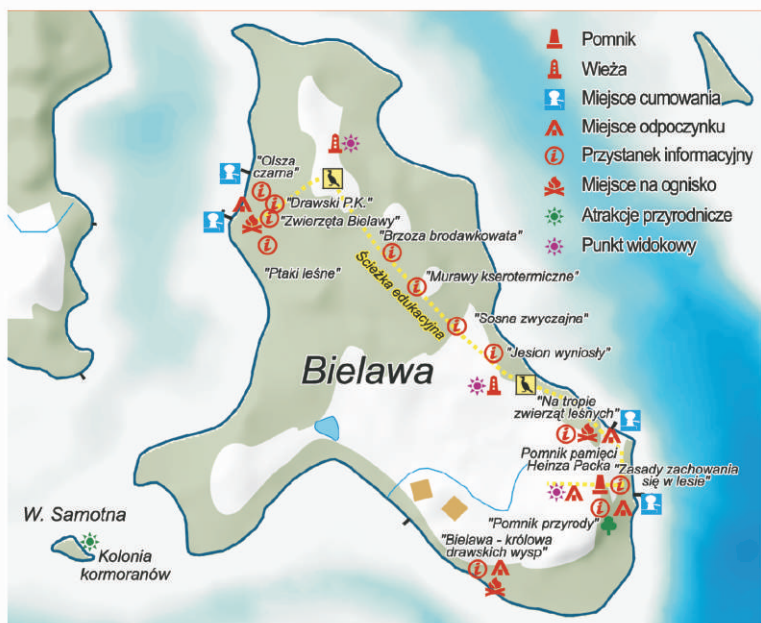 Pomnik
Wieża
Miejsce cumowania
Miejsce odpoczynku
Przystanek informacyjny
Miejsce na ognisko
Atrakcje przyrodnicze
Punkt widokowy
"Olsza
czarna"
"Drawski P.K."
"Zwierzęta Bielawy"
"Ptaki leśne"
"Brzoza brodawkowata"
"Murawy kserotermiczne"
Ścieżka edukacyjna
"Sosna zwyczajna"
"Jesion wyniosły"
Bielawa
"Na tropie
zwierząt leśnych"
Pomnik pamięci
Heinza Packa
"Zasady zachowania
się w lesie"
"Pomnik przyrody"
"Bielawa - królowa
drawskich wysp"
W. Samotna
Kolonia
kormoranów